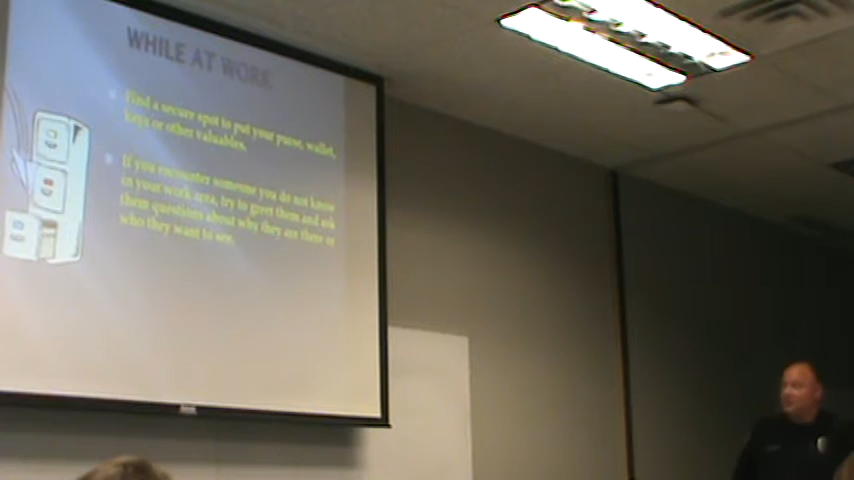 WHILE AT WORK
Find a secure spot to put your purse, wallet,
keys or other valuables.
If you encounter someone you do not know
in your work area, try to greet them and ask
them questions about why they are there or
who they want to see.